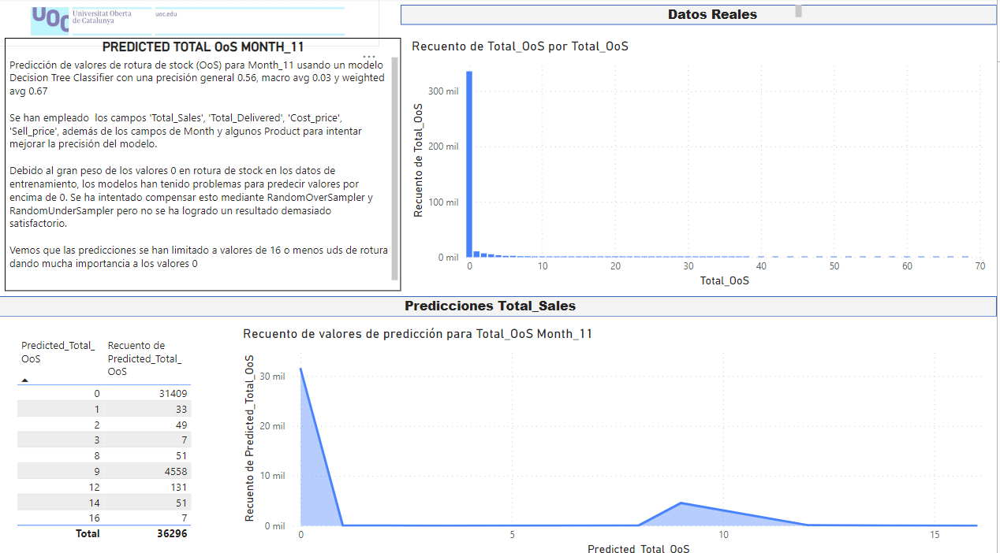 UOC
Universitat Oberta
de Catalunya
uoc.edu
PREDICTED TOTAL OoS MONTH_11
...
Predicción de valores de rotura de stock (OoS) para Month_11 usando un modelo
Decision Tree Classifier con una precisión general 0.56, macro avg 0.03 y weighted
avg 0.67
Se han empleado  los campos 'Total_Sales', 'Total_Delivered', 'Cost_price',
'Sell_price', además de los campos de Month y algunos Product para intentar
mejorar la precisión del modelo.
Debido al gran peso de los valores 0 en rotura de stock en los datos de
entrenamiento, los modelos han tenido problemas para predecir valores por
encima de 0. Se ha intentado compensar esto mediante RandomOverSampler y
RandomUnderSampler pero no se ha logrado un resultado demasiado
satisfactorio.
Vemos que las predicciones se han limitado a valores de 16 o menos uds de rotura
dando mucha importancia a los valores 0
Datos Reales
Recuento de Total_OoS por Total_OoS
Recuento de Total_OoS
300 mil
200 mil
100 mil
0 mil
0 10 20 30 40 50 60 70
Total_OoS
Predicciones Total_Sales
Predicted_Total_
OoS
Recuento de
Predicted_Total_
OoS
0 31409
1 33
2 49
3 7
8 51
9 4558
12 131
14 51
16 7
Total 36296
Recuento de valores de predicción para Total_OoS Month_11
Recuento de Predicted_Total_OoS
30 mil
20 mil
10 mil
0 mil
0 5 10 15
Predicted_Total_OoS